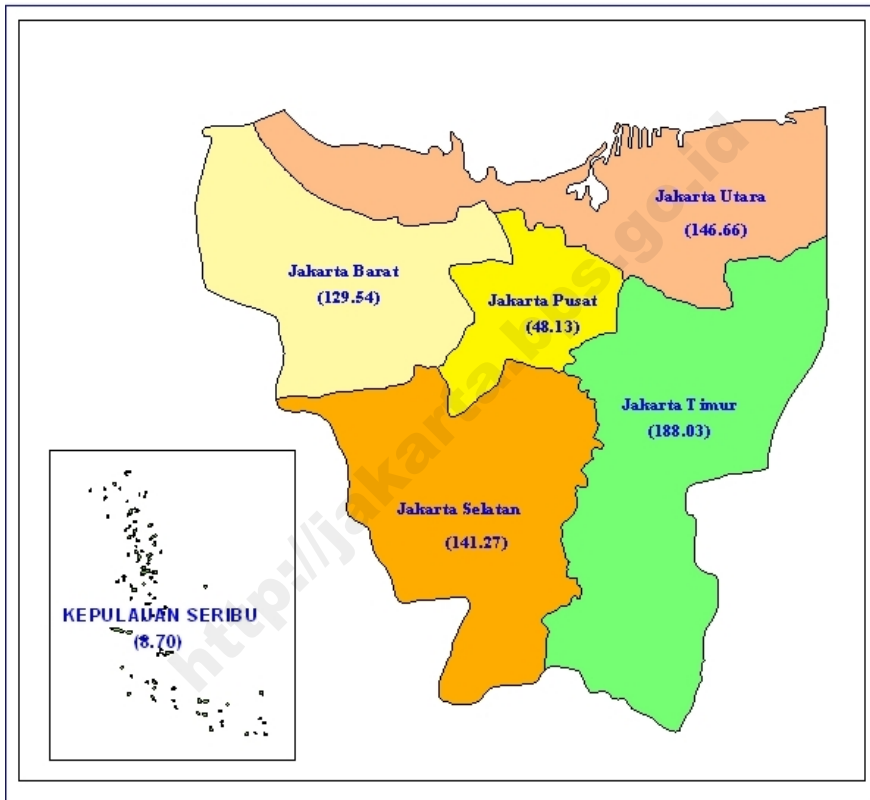 Jakarta Utara
(146.66)
Jakarta Barat
(129.54)
Jakarta Pusat
(48.13)
Jakarta Timur
(188.03)
Jakarta Selatan
(141.27)
KEPULAUAN SERIBU
(8.70)
http://jakarta.bps.go.id